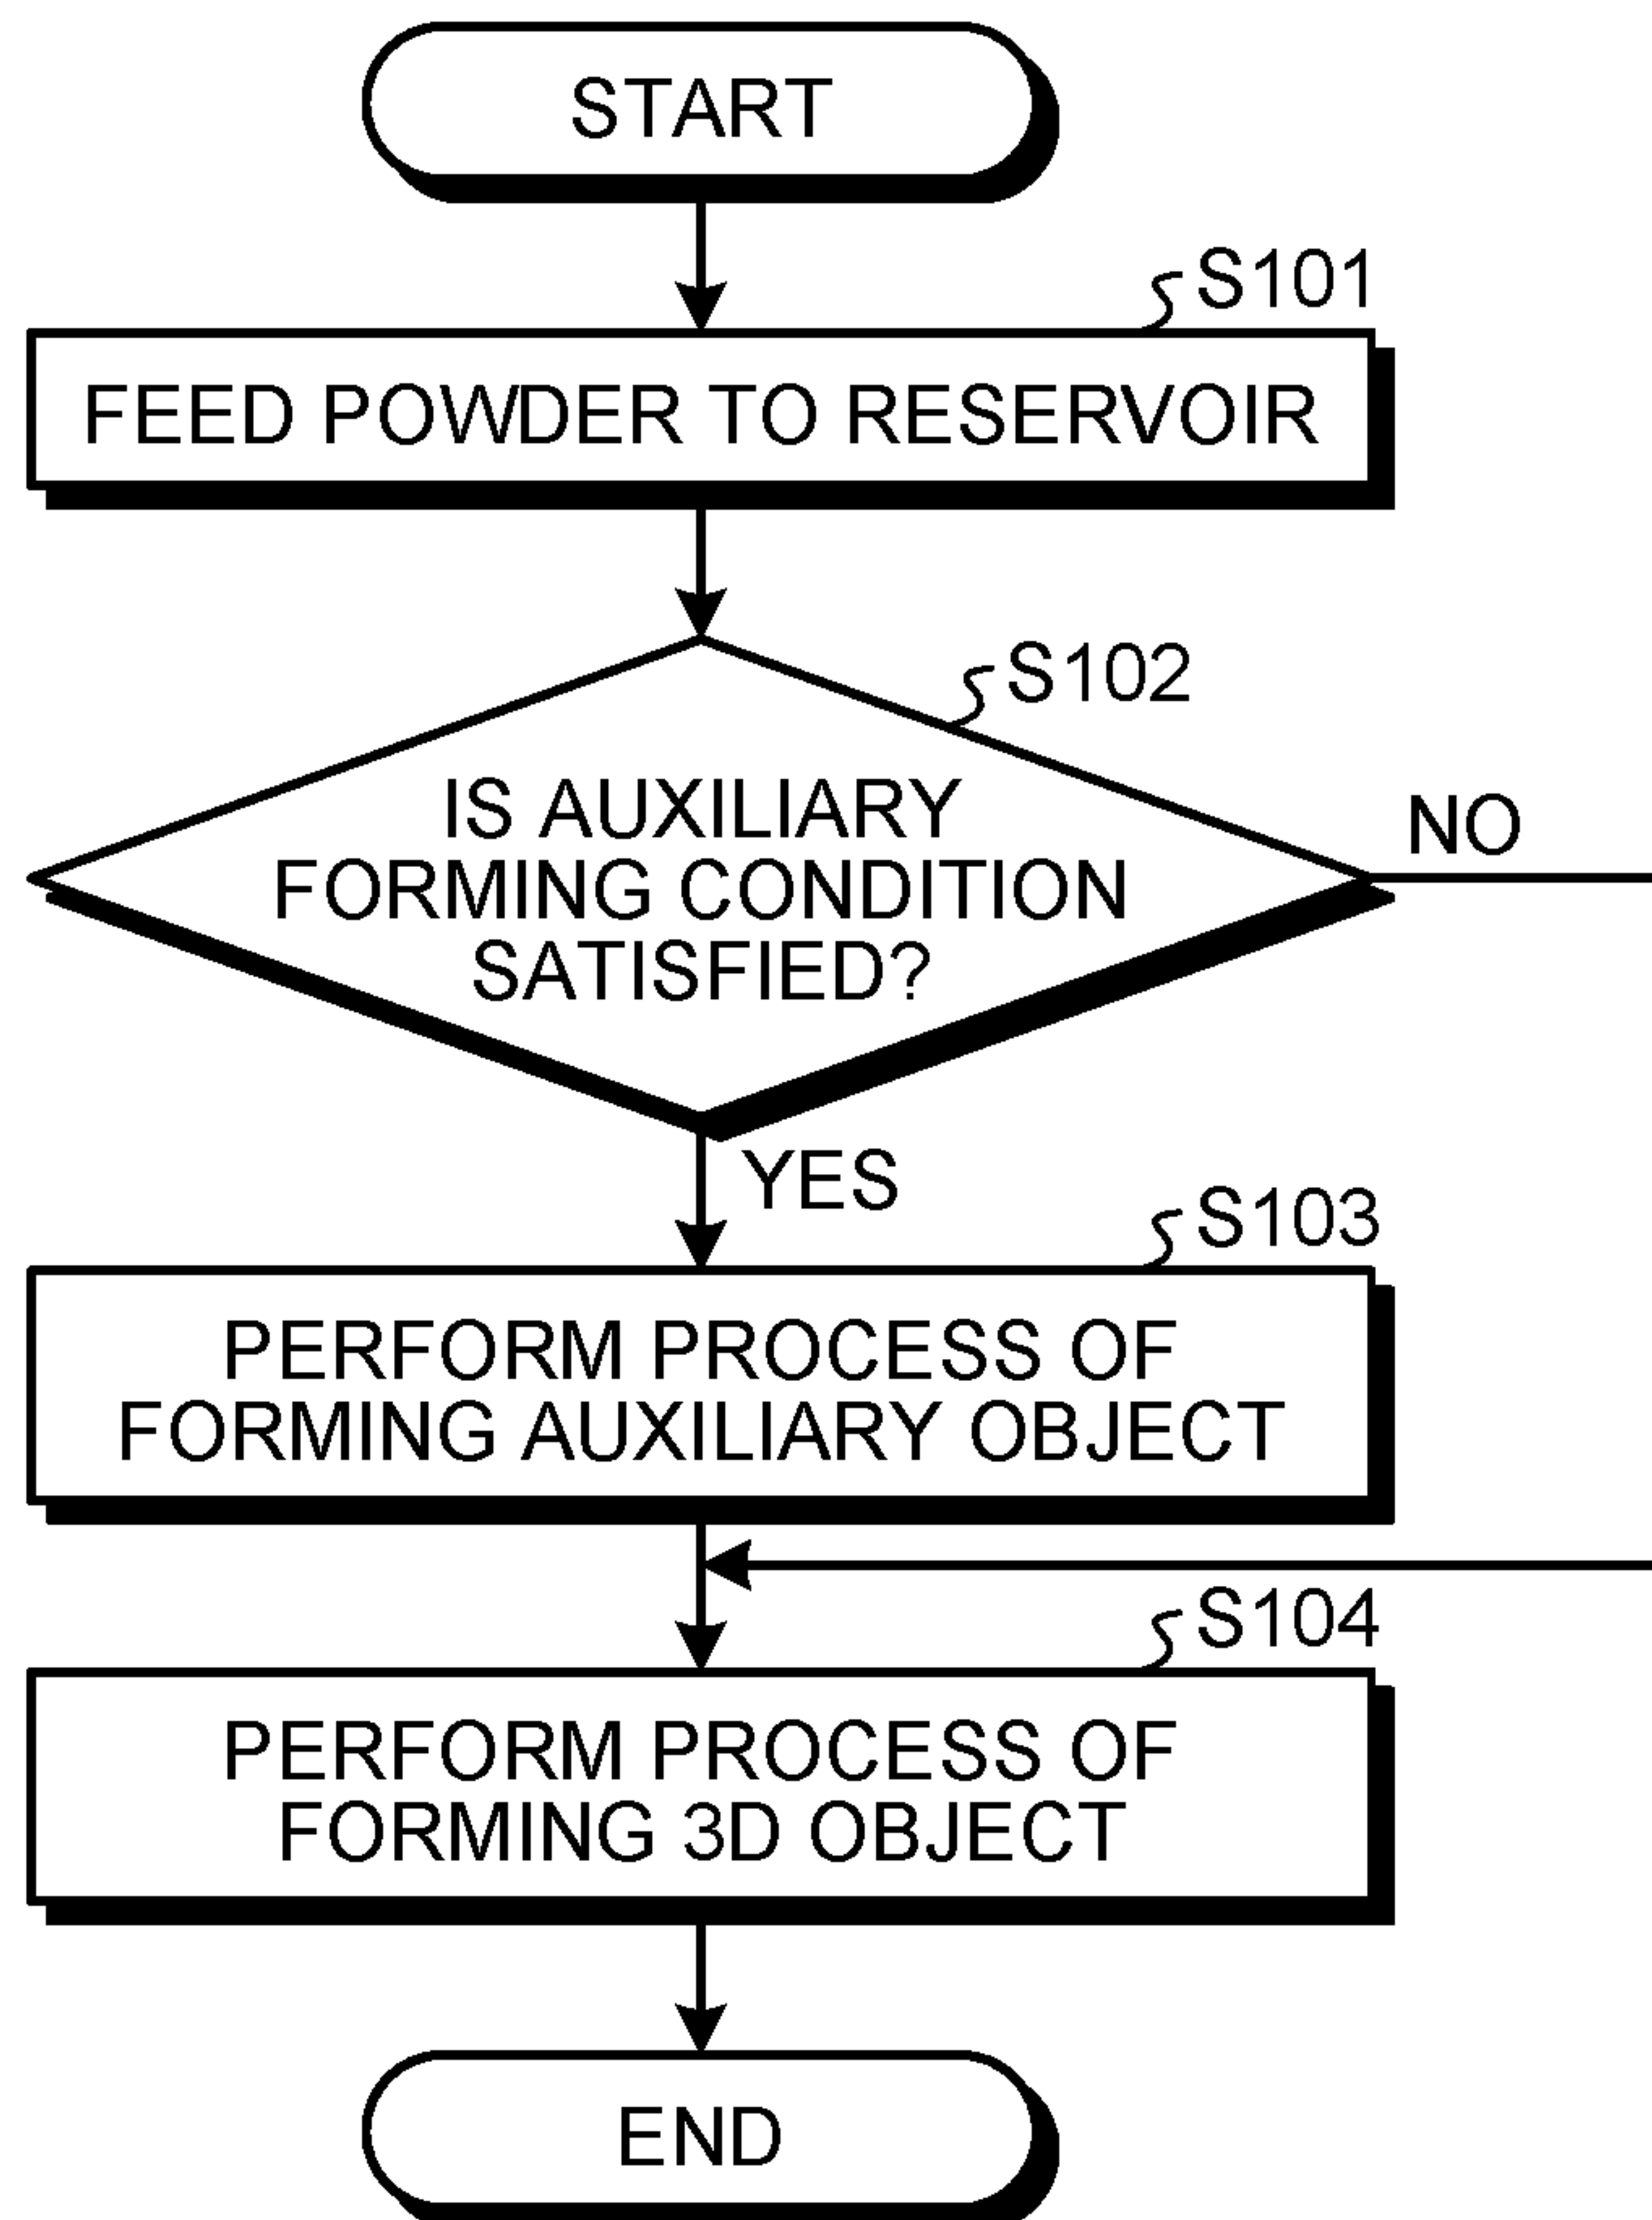 START
S101
FEED POWDER TO RESERVOIR
S102
IS AUXILIARY
FORMING CONDITION
SATISFIED?
NO
YES
S103
PERFORM PROCESS OF
FORMING AUXILIARY OBJECT
S104
PERFORM PROCESS OF
FORMING 3D OBJECT
END